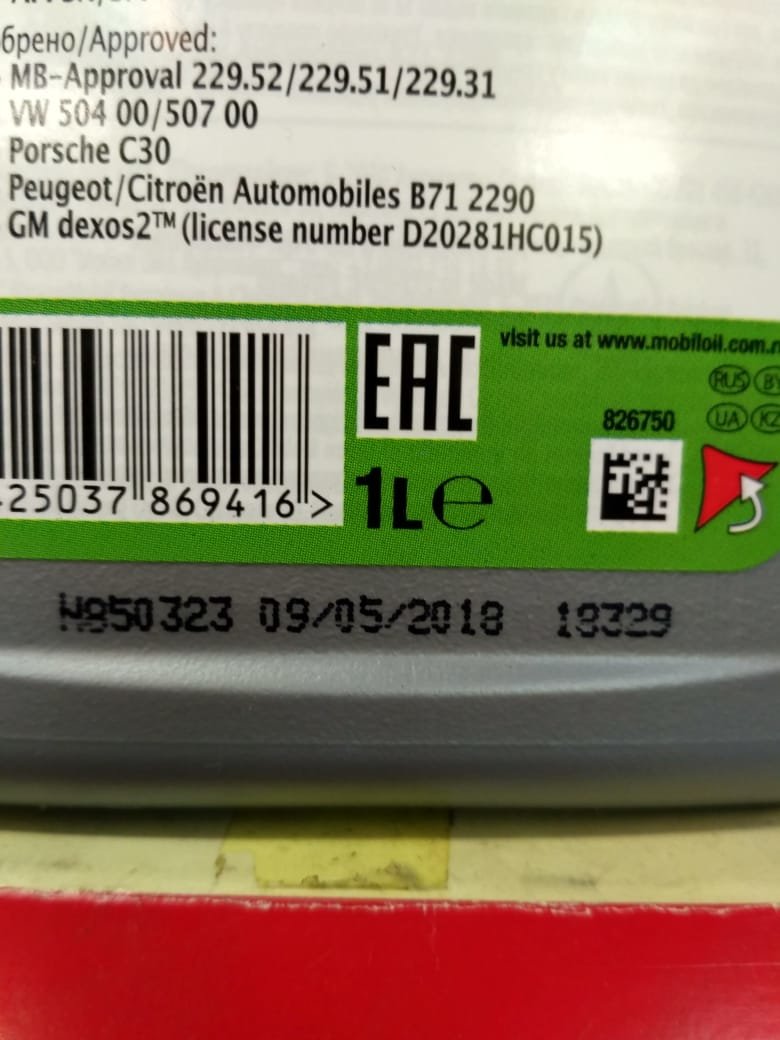 брено/Approved:
MB-Approval 229.52/229.51/229.31
VW 504 00/507 00
Porsche C30
Peugeot/Citroën Automobiles B71 2290
GM dexos2™ (license number D20281HC015)
visit us at www.mobiloil.com.
EAC
RUS
BY
826750
UA
KZ
25037 869416 >
1L ℮
N850323 09/05/2018 18329